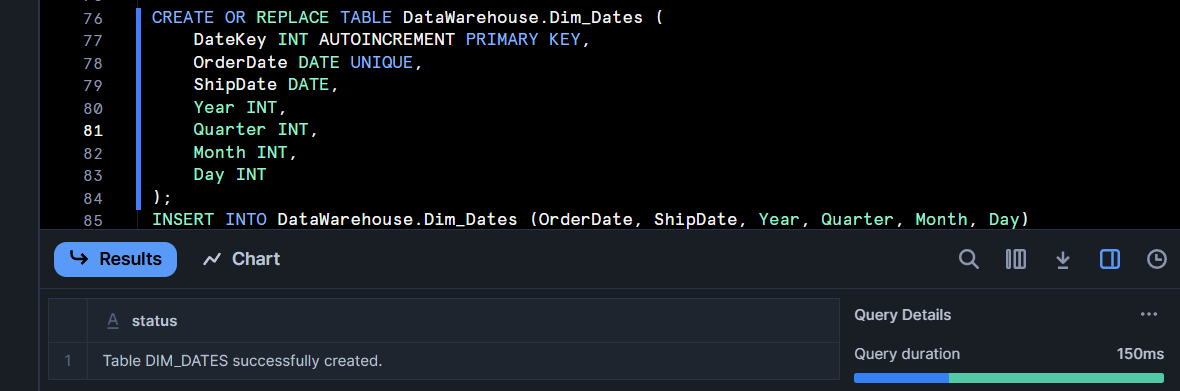 76 CREATE OR REPLACE TABLE DataWarehouse.Dim_Dates (
77 DateKey INT AUTOINCREMENT PRIMARY KEY,
78 OrderDate DATE UNIQUE,
79 ShipDate DATE,
80 Year INT,
81 Quarter INT,
82 Month INT,
83 Day INT
84 );
85 INSERT INTO DataWarehouse.Dim_Dates (OrderDate, ShipDate, Year, Quarter, Month, Day)
Results Chart
A status
1 Table DIM_DATES successfully created.
Query Details ...
Query duration 150ms